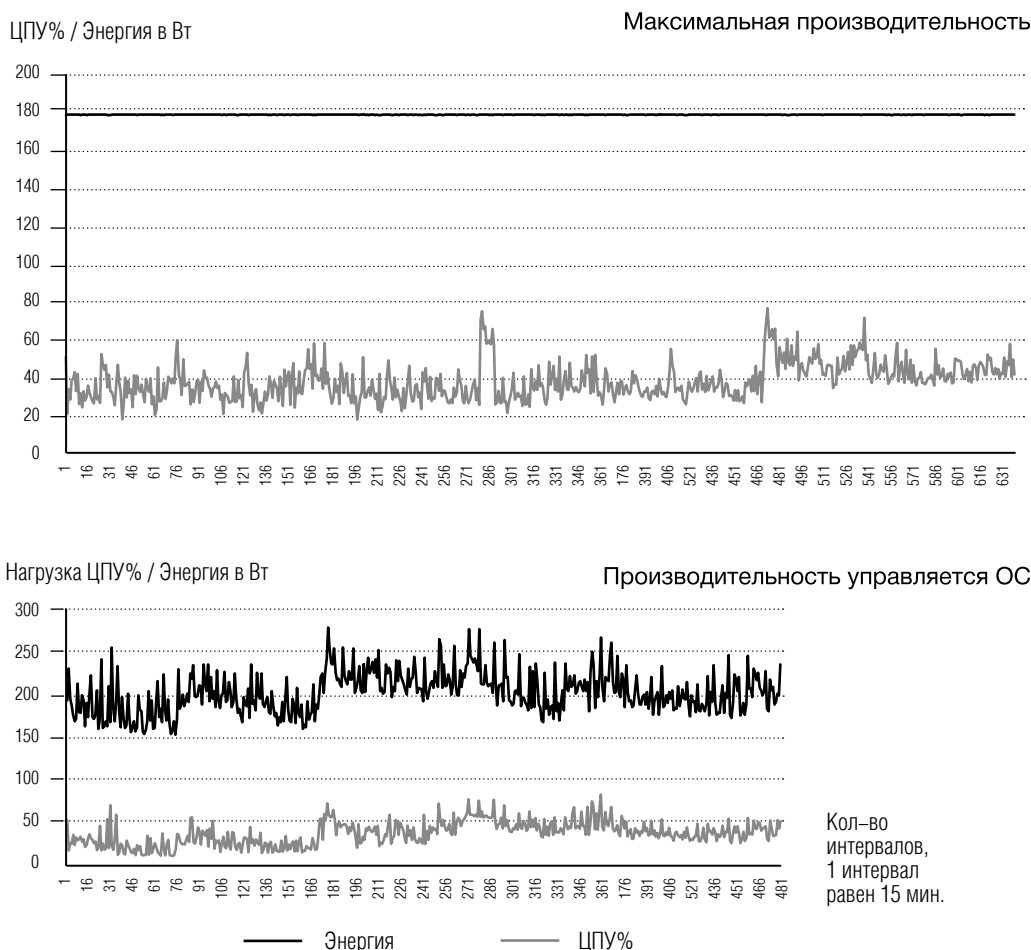 ЦПУ% / Энергия в Вт
Максимальная производительность
200
180
160
140
120
100
80
60
40
20
0
1 16 31 46 61 76 91 106 121 136 151 166 181 196 211 226 241 256 271 286 301 316 331 346 361 176 391 406 521 436 451 466 481 496 511 526 541 556 571 586 601 616 631
Нагрузка ЦПУ% / Энергия в Вт
Производительность управляется ОС
300
250
200
150
100
50
0
1 16 31 46 61 76 91 106 121 136 151 166 181 196 211 226 241 256 271 286 301 316 331 346 361 376 391 406 521 436 451 466 481
Кол–во
интервалов,
1 интервал
равен 15 мин.
Энергия ЦПУ%